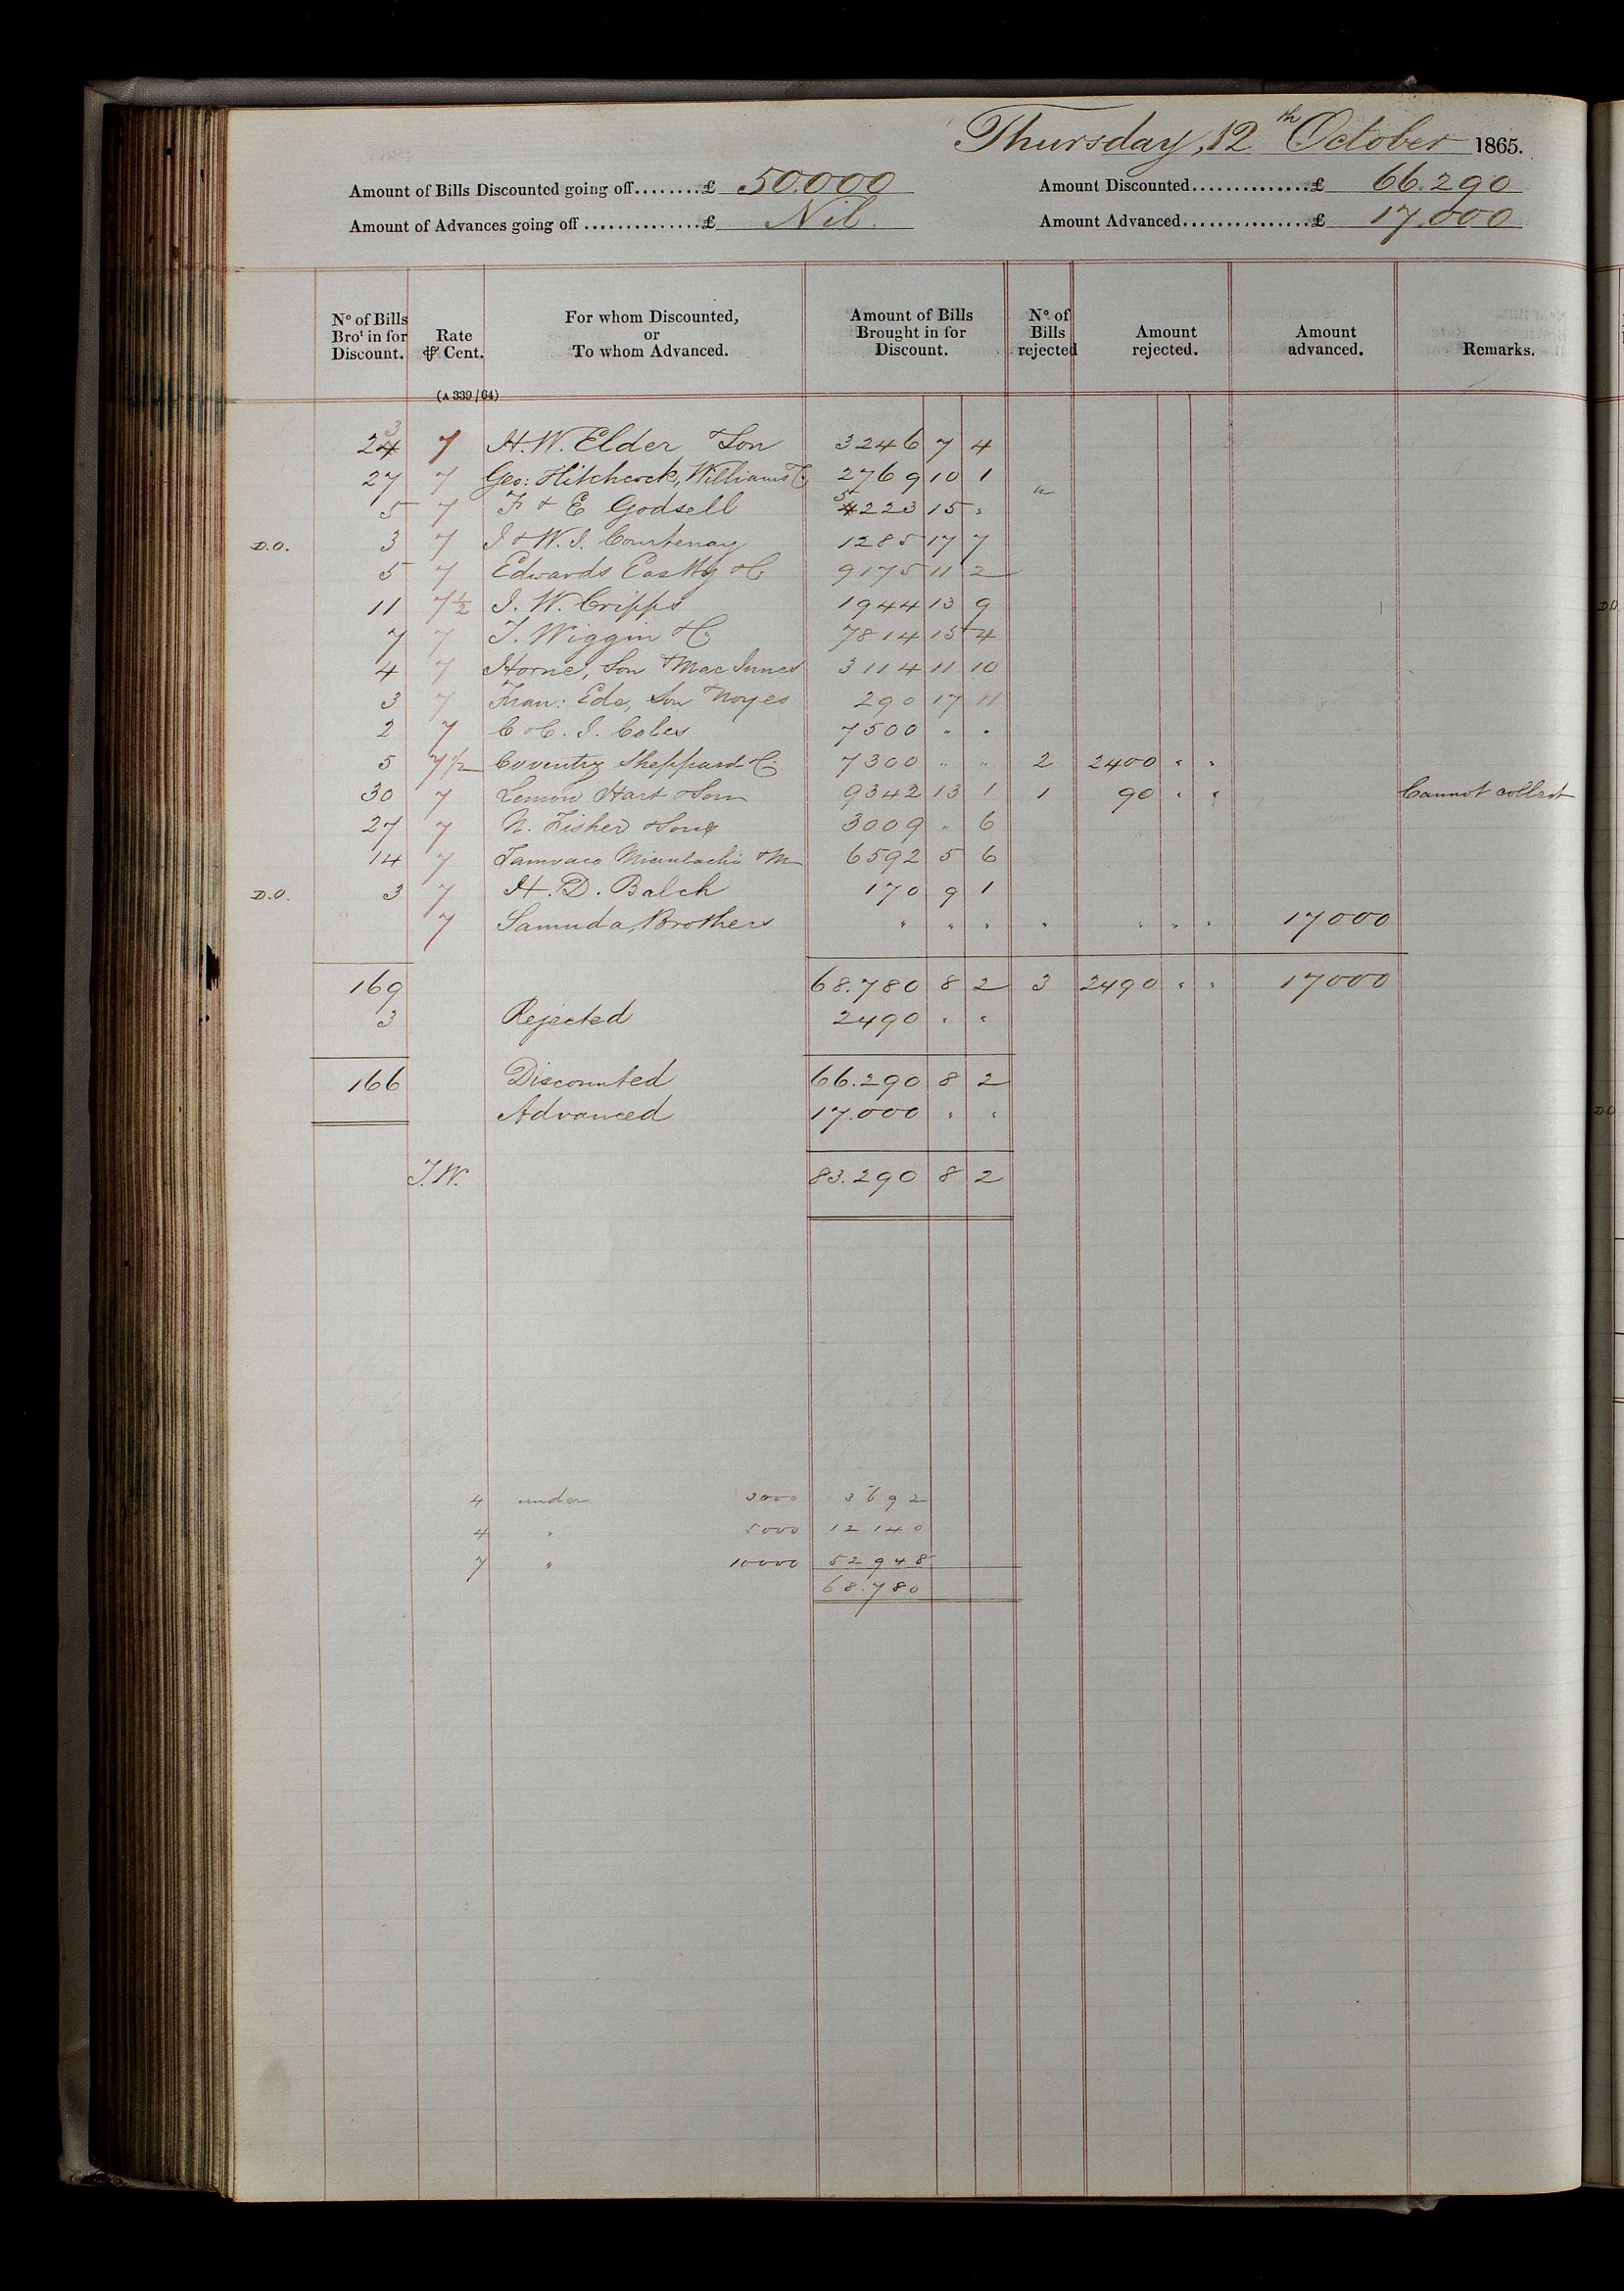 Thursday, 12th October 1865.
Amount of Bills Discounted going off........£ 50.000 Amount Discounted..............£ 66.290
Amount of Advances going off ..............£ Nil. Amount Advanced...............£ 17.000
No of Bills Brot in for Discount. Rate ⅌ Cent. For whom Discounted, or To whom Advanced. Amount of Bills Brought in for Discount. No of Bills rejected Amount rejected. Amount advanced. Remarks.
(A 339/64)
3
24 7 H. W. Elder & Son 3246 7 4
27 7 Geo: Hitchcock, Williams & Co 2769 10 1
5 7 F & E Godsell 5 4223 15 "
D.O. 3 7 J & W. J. Courtenay 1285 17 7
5 7 Edwards Eastty & Co 9175 11 2
11 7½ J. W. Cripps 1944 13 9
7 7 T. Wiggin & Co 7814 15 4
4 7 Horne, Son & MacInnes 3114 11 10
3 7 Fran: Ede, Son & Noyes 290 17 11
2 7 C & C. J. Coles 7500 " "
5 7½ Coventry Sheppard & Co 7300 " " 2 2400 " "
30 7 Lemon Hart & Son 9342 13 1 1 90 " " Cannot collect
27 7 N. Fisher & Sons 3009 " 6
14 7 & M 6592 5 6
D.O. 3 7 H. D. Balch 170 9 1
7 Samuda, Brothers " " " " " " " 17000
169 68.780 8 2 3 2490 " " 17000
3 Rejected 2490 " "
166 Discounted 66.290 8 2
Advanced 17.000 " "
J.W. 83.290 8 2
4 under 3000 3692
4 " 5000 12140
7 " 10000 52948
68.780